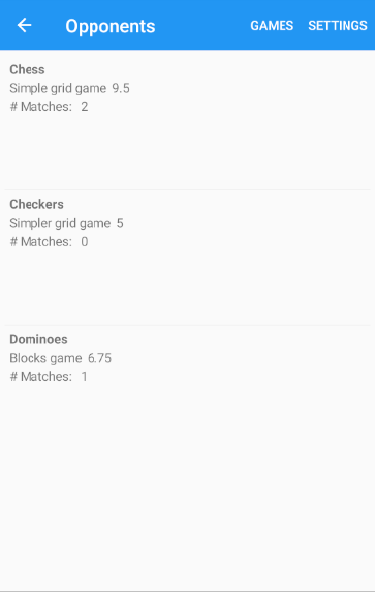 Opponents GAMES SETTINGS
Chess
Simple grid game 9.5
# Matches: 2
Checkers
Simpler grid game 5
# Matches: 0
Dominoes
Blocks game 6.75
# Matches: 1